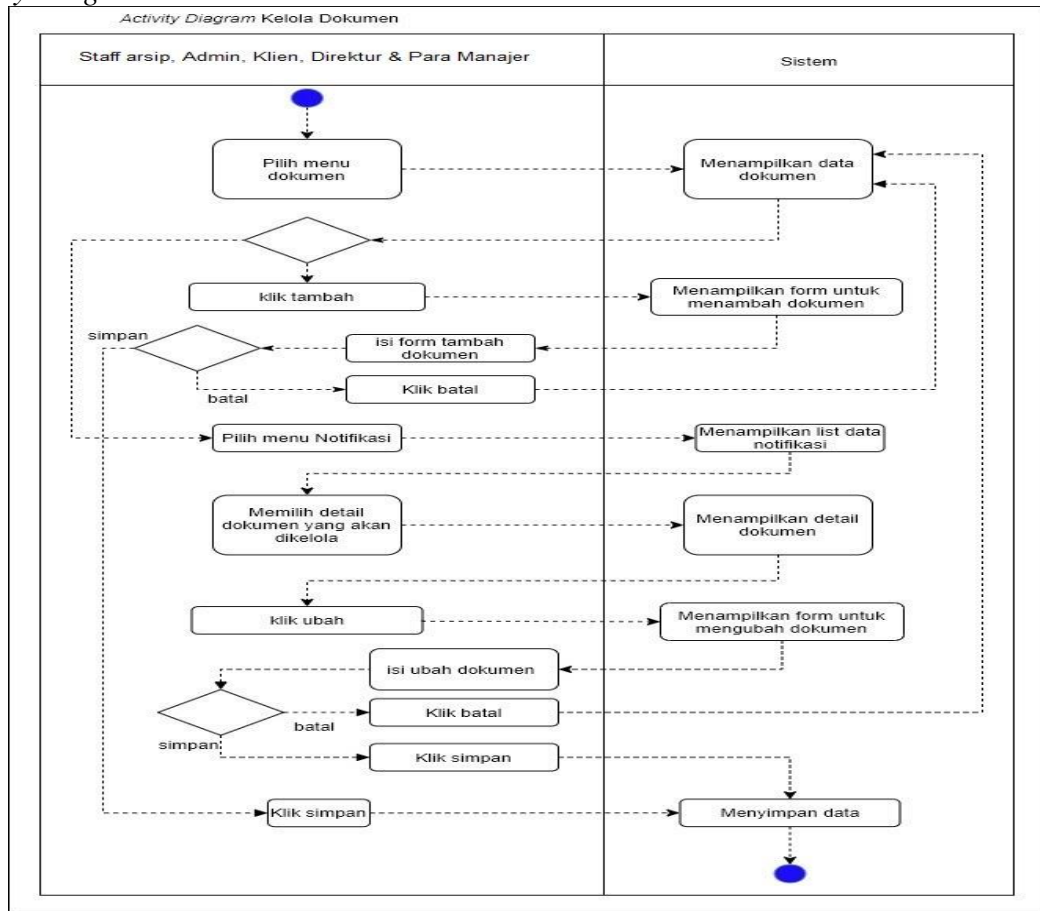 Activity Diagram Kelola Dokumen
Staff arsip, Admin, Klien, Direktur & Para Manajer
Sistem
Pilih menu
dokumen
Menampilkan data
dokumen
klik tambah
Menampilkan form untuk
menambah dokumen
simpan
isi form tambah
dokumen
batal
Klik batal
Pilih menu Notifikasi
Menampilkan list data
notifikasi
Memilih detail
dokumen yang akan
dikelola
Menampilkan detail
dokumen
klik ubah
Menampilkan form untuk
mengubah dokumen
isi ubah dokumen
batal
Klik batal
simpan
Klik simpan
Klik simpan
Menyimpan data